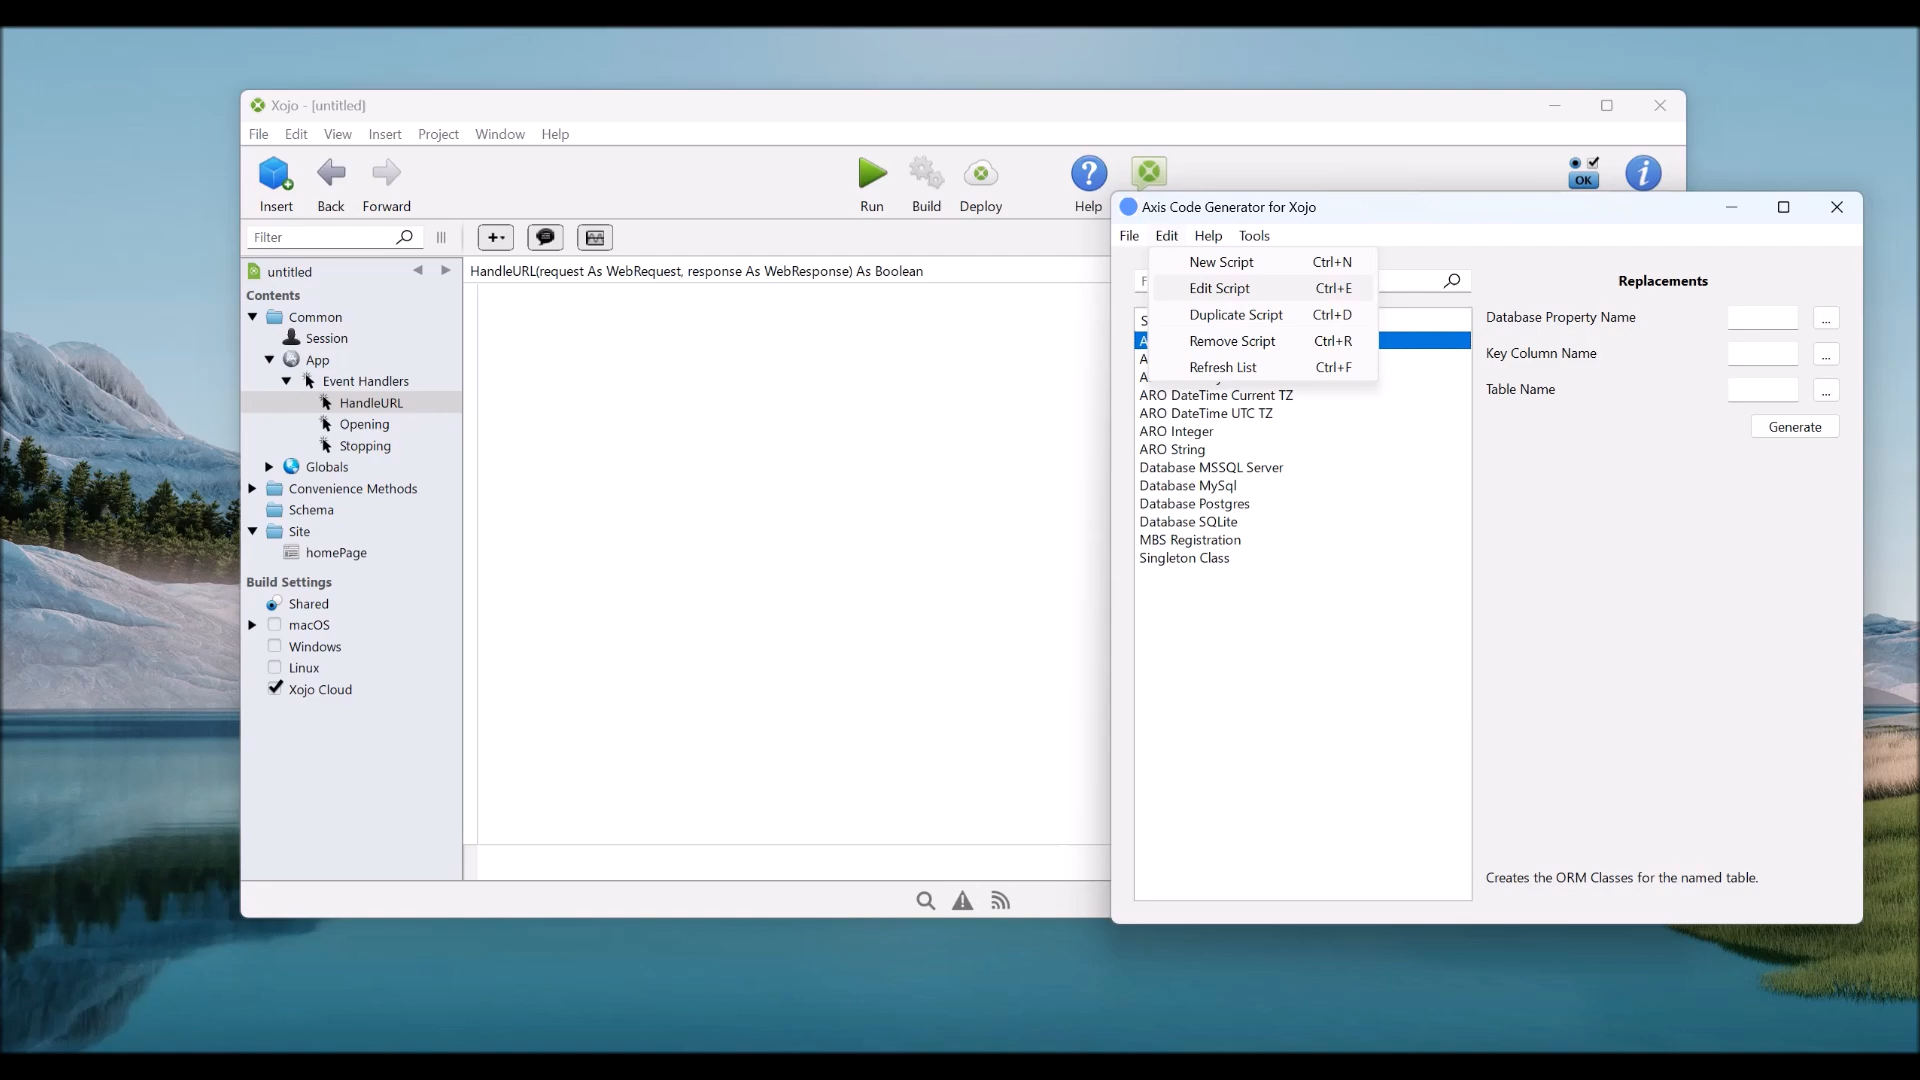 Xojo - [untitled]
File Edit View Insert Project Window Help
Insert Back Forward Run Build Deploy Help
OK
Filter
untitled
Contents
Common
Session
App
Event Handlers
HandleURL
Opening
Stopping
Globals
Convenience Methods
Schema
Site
homePage
Build Settings
Shared
macOS
Windows
Linux
Xojo Cloud
HandleURL(request As WebRequest, response As WebResponse) As Boolean
Axis Code Generator for Xojo
File Edit Help Tools
New Script Ctrl+N
Edit Script Ctrl+E
Duplicate Script Ctrl+D
Remove Script Ctrl+R
Refresh List Ctrl+F
ARO DateTime Current TZ
ARO DateTime UTC TZ
ARO Integer
ARO String
Database MSSQL Server
Database MySql
Database Postgres
Database SQLite
MBS Registration
Singleton Class
Replacements
Database Property Name ...
Key Column Name ...
Table Name ...
Generate
Creates the ORM Classes for the named table.